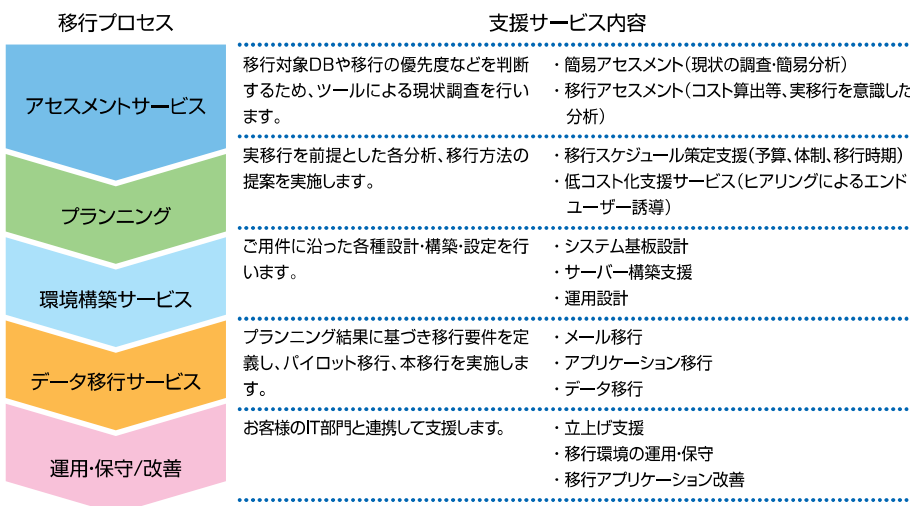 移行プロセス
支援サービス内容
アセスメントサービス
移行対象DBや移行の優先度などを判断
するため、ツールによる現状調査を行い
ます。
・簡易アセスメント(現状の調査・簡易分析)
・移行アセスメント(コスト算出等、実移行を意識した
分析)
プランニング
実移行を前提とした各分析、移行方法の
提案を実施します。
・移行スケジュール策定支援(予算、体制、移行時期)
・低コスト化支援サービス(ヒアリングによるエンド
ユーザー誘導)
環境構築サービス
ご用件に沿った各種設計・構築・設定を行
います。
・システム基板設計
・サーバー構築支援
・運用設計
データ移行サービス
プランニング結果に基づき移行要件を定
義し、パイロット移行、本移行を実施しま
す。
・メール移行
・アプリケーション移行
・データ移行
運用・保守/改善
お客様のIT部門と連携して支援します。
・立上げ支援
・移行環境の運用・保守
・移行アプリケーション改善